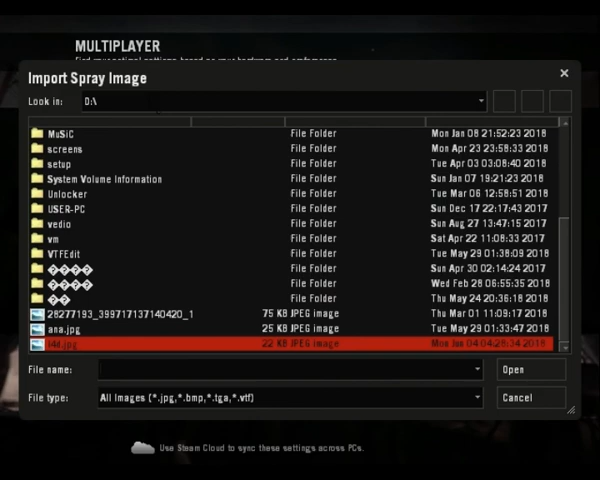 MULTIPLAYER
Import Spray Image
Look in: D:\
MuSiC File Folder Mon Jan 08 21:52:23 2018
screens File Folder Mon Apr 23 23:58:33 2018
setup File Folder Tue Apr 03 03:08:40 2018
System Volume Information File Folder Sun Jan 07 19:21:23 2018
Unlocker File Folder Tue Mar 06 12:58:51 2018
USER-PC File Folder Sun Dec 17 22:17:43 2017
vedio File Folder Sun Aug 27 13:47:15 2017
vm File Folder Sat Apr 22 11:08:33 2017
VTFEdit File Folder Tue May 29 01:38:09 2018
���� File Folder Sun Apr 30 02:14:24 2017
���� File Folder Wed Feb 28 06:55:35 2018
�� File Folder Thu May 24 20:36:18 2018
28277193_399717137140420_1 75 KB JPEG image Thu Mar 01 11:09:17 2018
ana.jpg 25 KB JPEG image Tue May 29 01:33:47 2018
22 KB JPEG image Mon Jun 04 04:28:34 2018
File name: Open
File type: All Images (*.jpg,*.bmp,*.tga,*.vtf) Cancel
Use Steam Cloud to sync these settings across PCs.